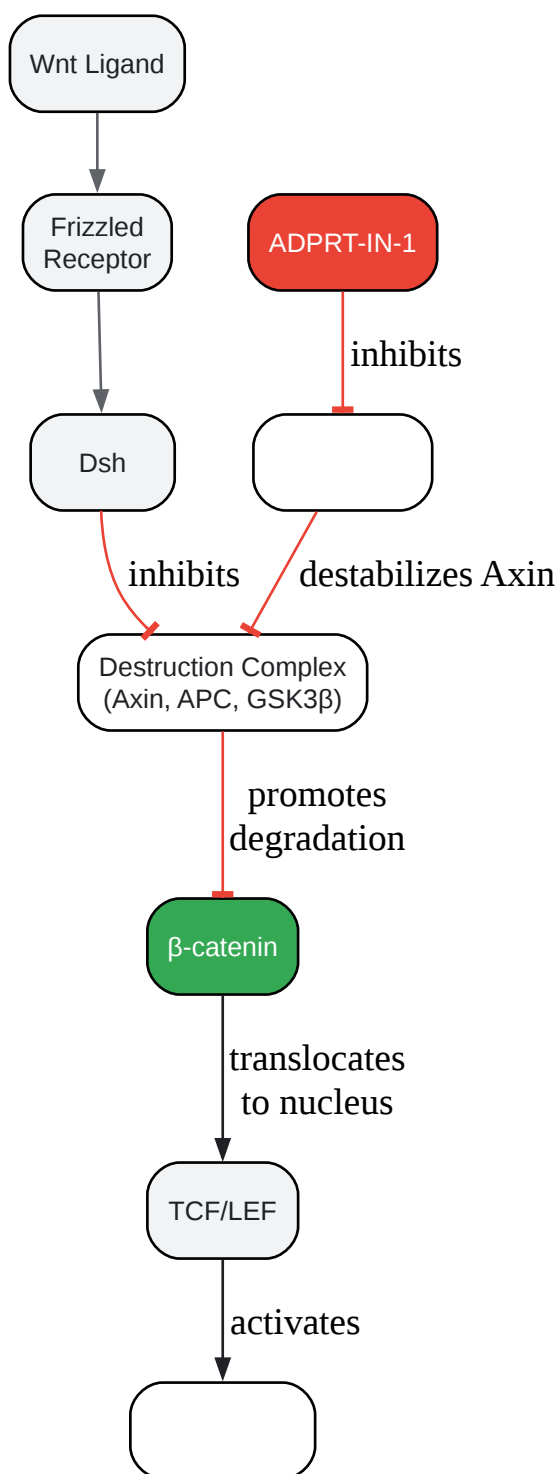 Wnt Ligand
Frizzled
Receptor
ADPRT-IN-1
inhibits
Dsh
inhibits
destabilizes Axin
Destruction Complex
(Axin, APC, GSK3β)
promotes
degradation
β-catenin
translocates
to nucleus
TCF/LEF
activates